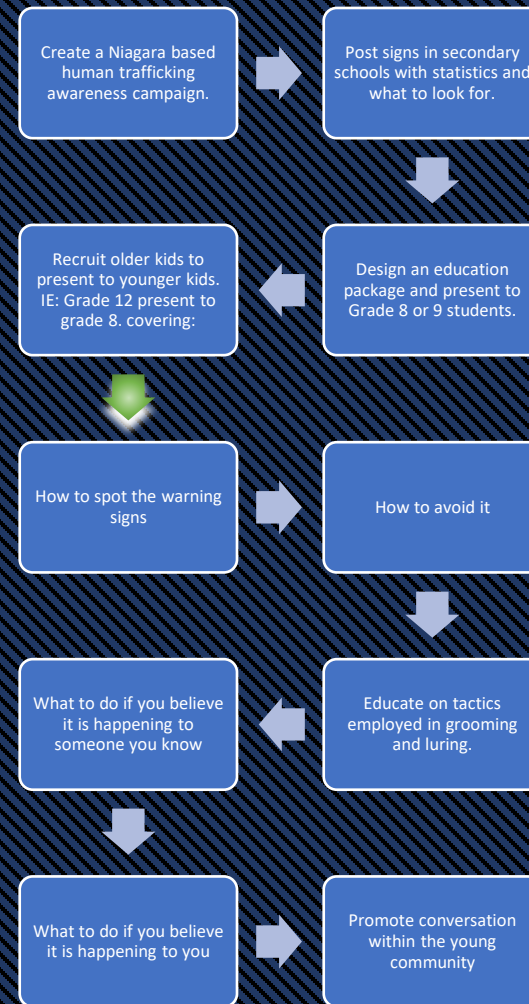 Create a Niagara based
human trafficking
awareness campaign.
Post signs in secondary
schools with statistics and
what to look for.
Design an education
package and present to
Grade 8 or 9 students.
Recruit older kids to
present to younger kids.
IE: Grade 12 present to
grade 8. covering:
How to spot the warning
signs
How to avoid it
Educate on tactics
employed in grooming
and luring.
What to do if you believe
it is happening to
someone you know
What to do if you believe
it is happening to you
Promote conversation
within the young
community